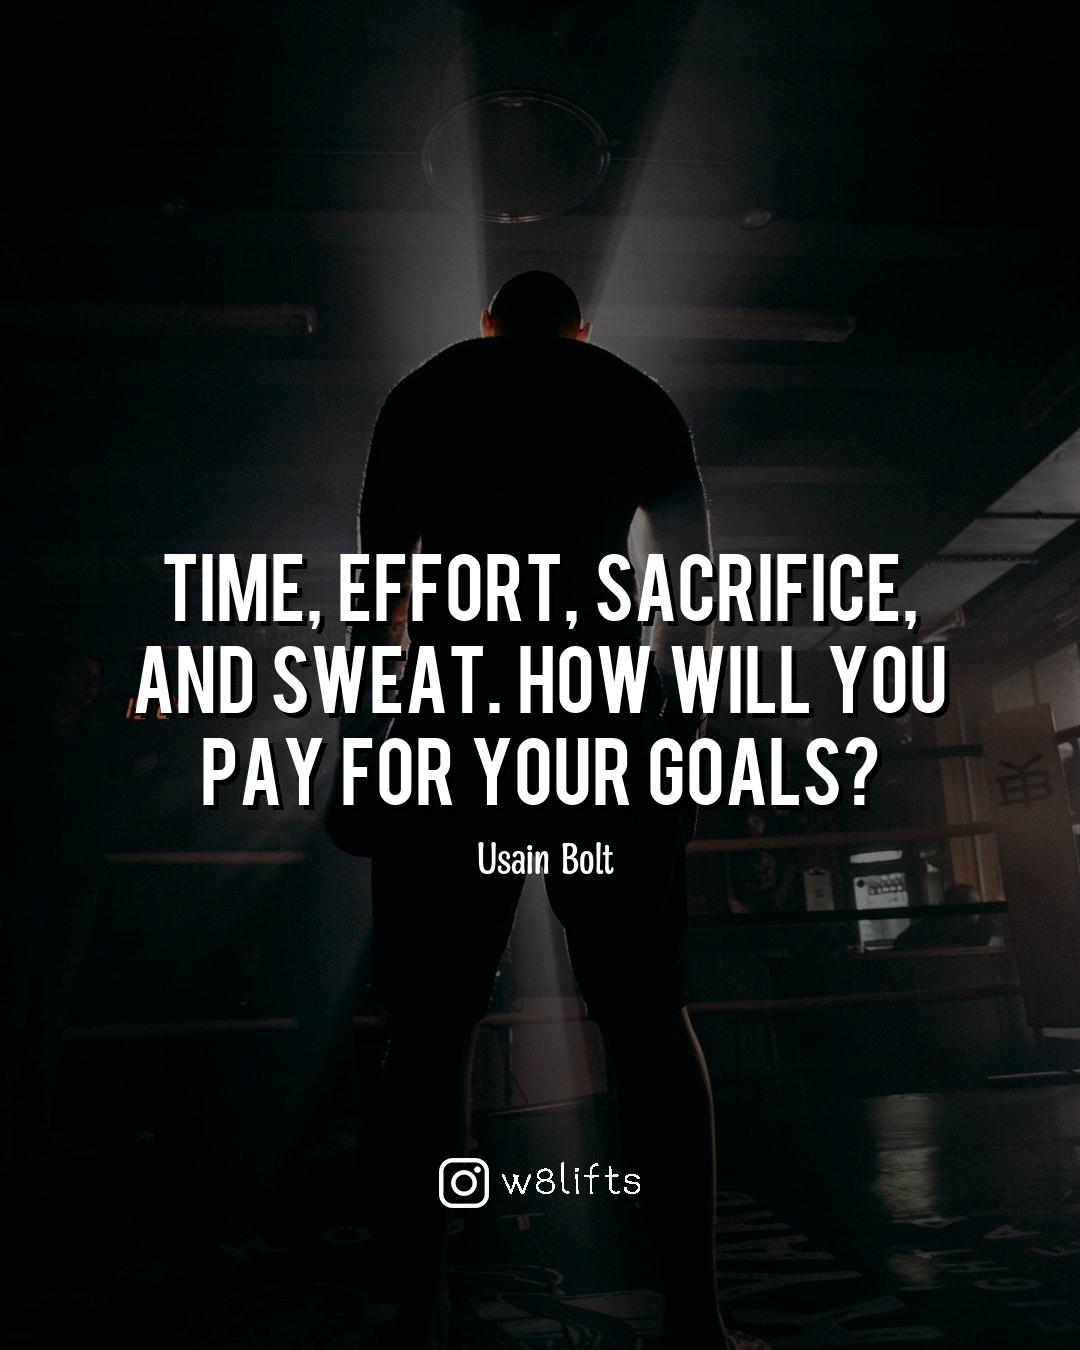 TIME, EFFORT, SACRIFICE,
AND SWEAT. HOW WILL YOU
PAY FOR YOUR GOALS?
Usain Bolt
w8lifts